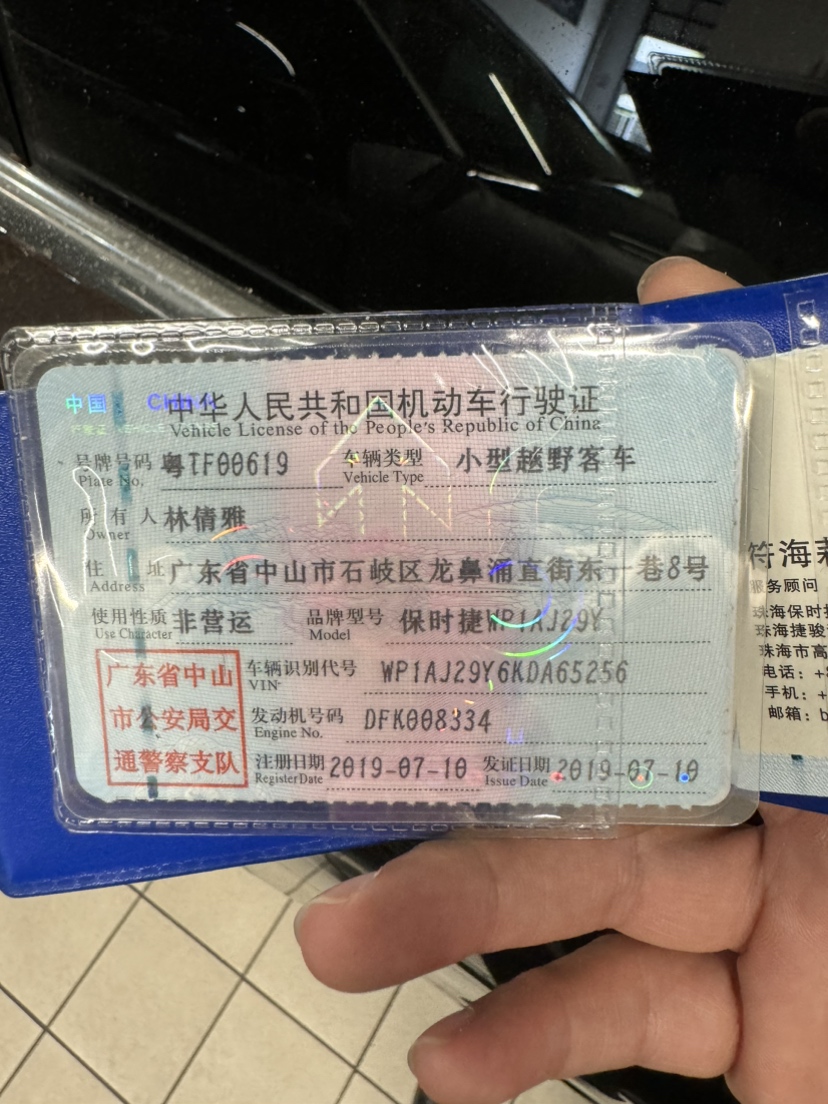 中国 CHINA
中华人民共和国机动车行驶证
Vehicle License of the People's Republic of China
号牌号码 粤TF00619 车辆类型 小型越野客车
Plate No. Vehicle Type
所有人 林倩雅
Owner
住址 广东省中山市石岐区龙鼻涌直街东一巷8号
Address
使用性质 非营运 品牌型号 保时捷WP1AJ29Y
Use Character Model
广东省中山
市公安局交
通警察支队
车辆识别代号 WP1AJ29Y6KDA65256
VIN
发动机号码 DFK008334
Engine No.
注册日期 2019-07-10 发证日期 2019-07-10
Register Date Issue Date
符海
服务顾问
珠海保时
珠海捷骏
珠海市高
电话：+8
手机：+
邮箱：b